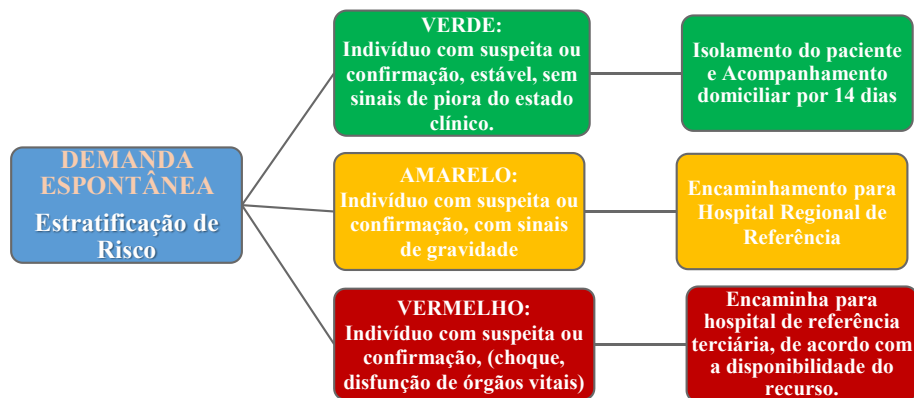 DEMANDA
ESPONTÂNEA
Estratificação de
Risco
VERDE:
Indivíduo com suspeita ou
confirmação, estável, sem
sinais de piora do estado
clínico.
Isolamento do paciente
e Acompanhamento
domiciliar por 14 dias
AMARELO:
Indivíduo com suspeita ou
confirmação, com sinais
de gravidade
Encaminhamento para
Hospital Regional de
Referência
VERMELHO:
Indivíduo com suspeita ou
confirmação, (choque,
disfunção de órgãos vitais)
Encaminha para
hospital de referência
terciária, de acordo com
a disponibilidade do
recurso.